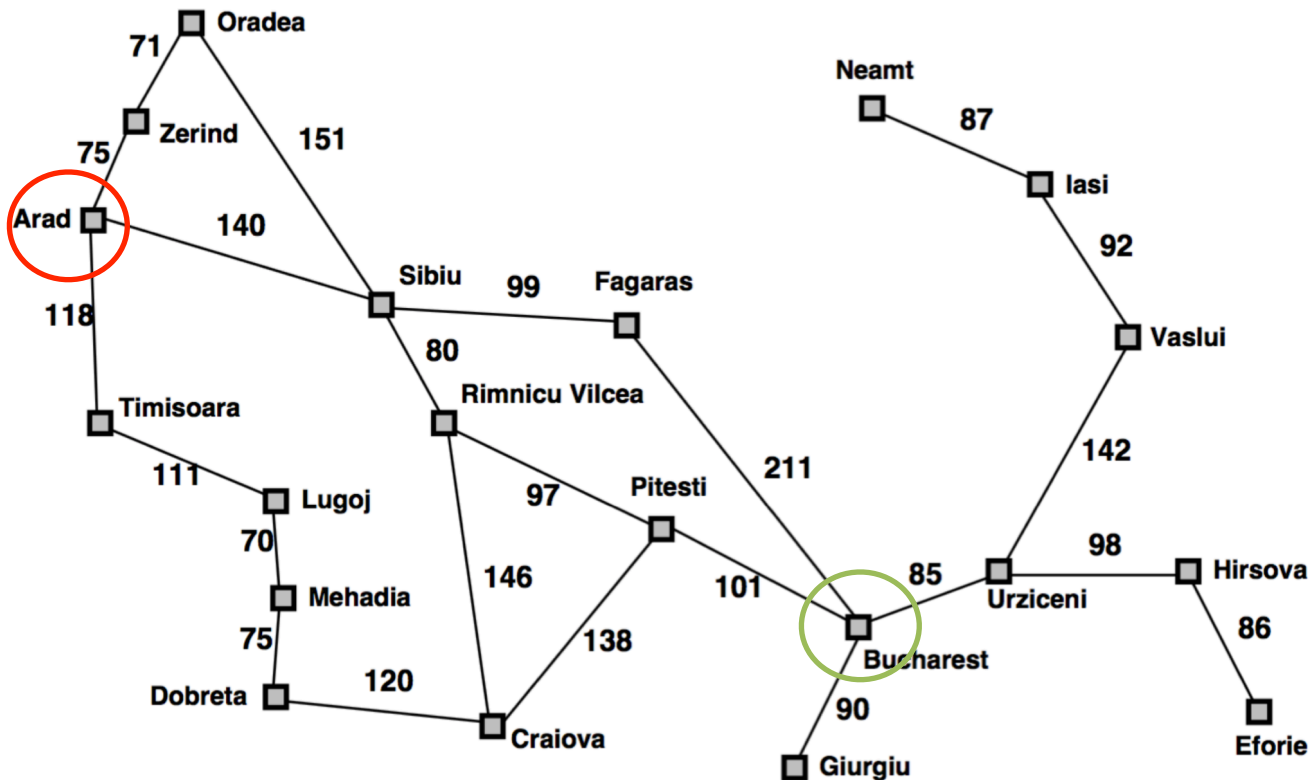 Oradea
71
Neamt
87
Zerind
151
75
Iasi
Arad
140
92
Sibiu
99
Fagaras
118
80
Vaslui
Rimnicu Vilcea
Timisoara
142
211
111
97
Pitesti
Lugoj
70
98
146
101
85
Hirsova
Mehadia
Urziceni
86
75
138
Bucharest
120
Dobreta
90
Craiova
Eforie
Giurgiu